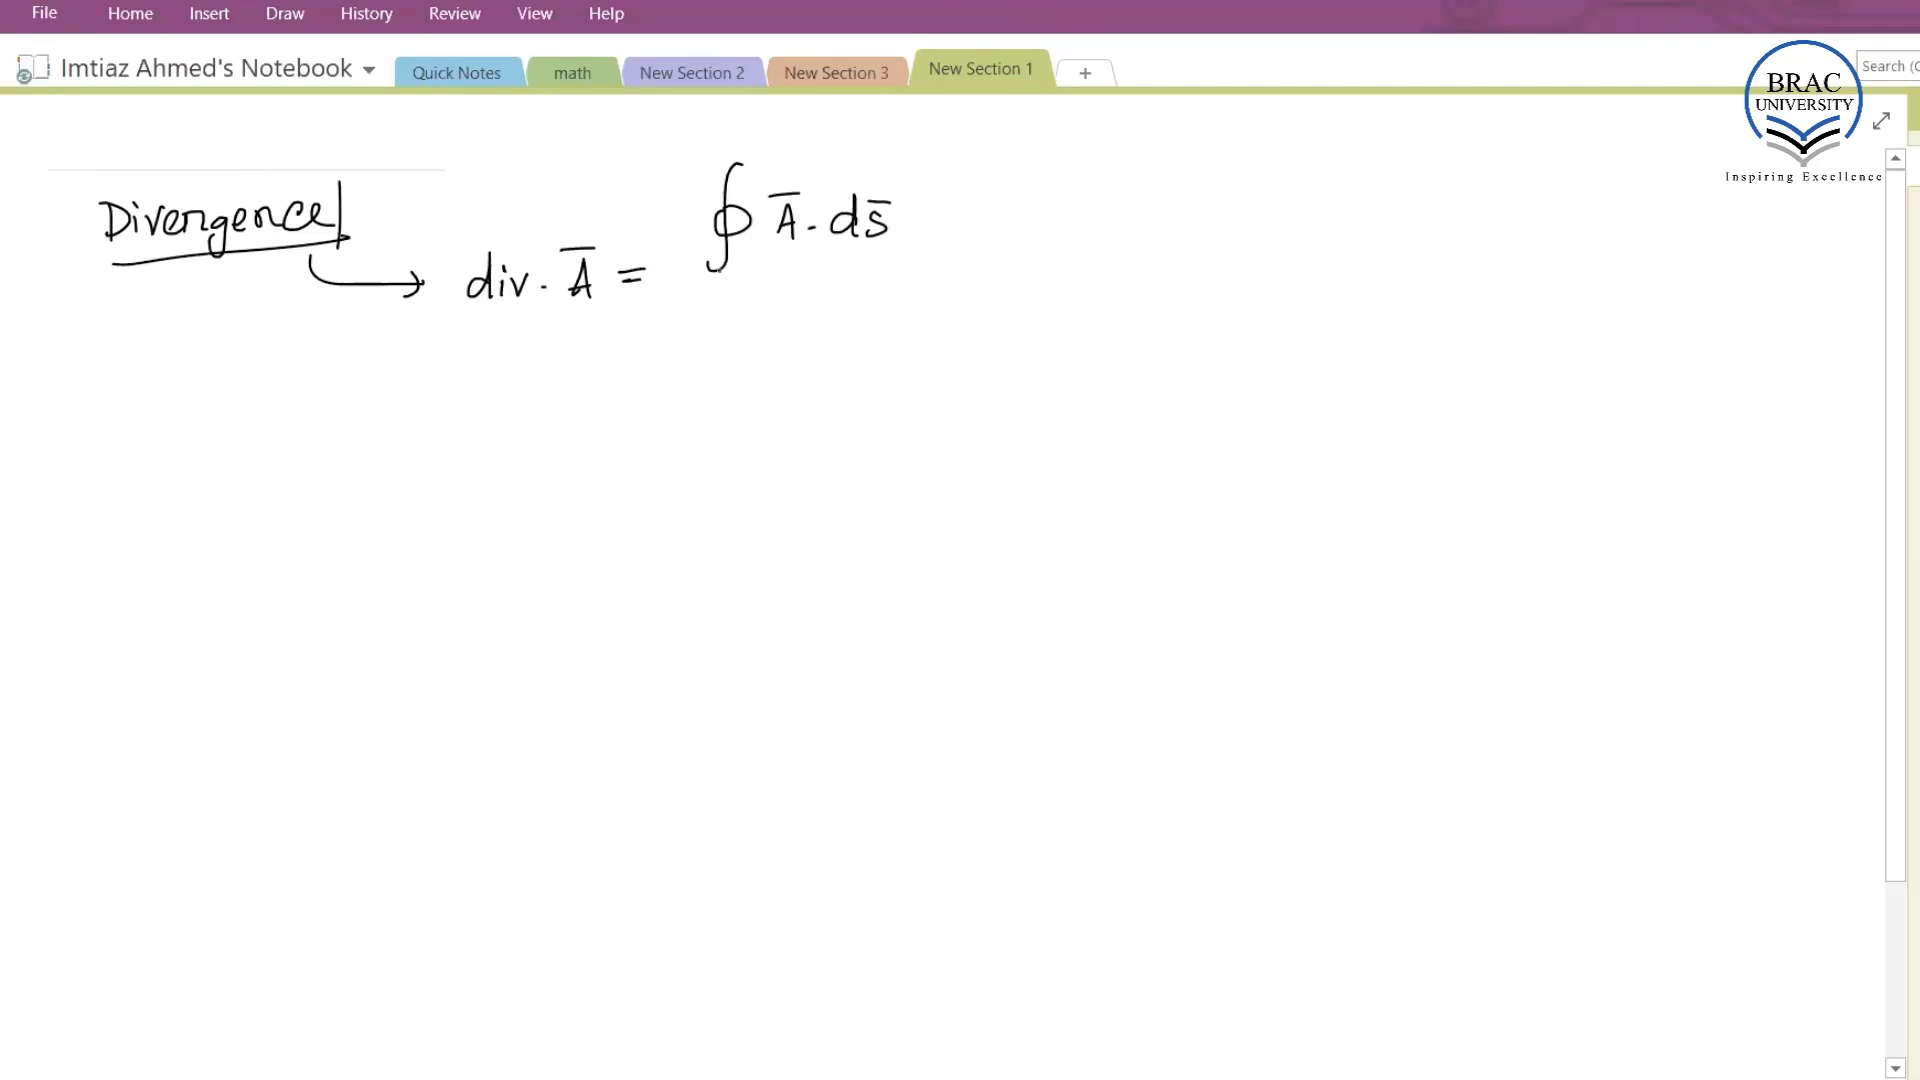 File Home Insert Draw History Review View Help
Imtiaz Ahmed's Notebook Quick Notes math New Section 2 New Section 3 New Section 1 +
Search (C
BRAC
UNIVERSITY
Inspiring Excellence
Divergence
∮ A̅ . ds̅
div . A̅ =